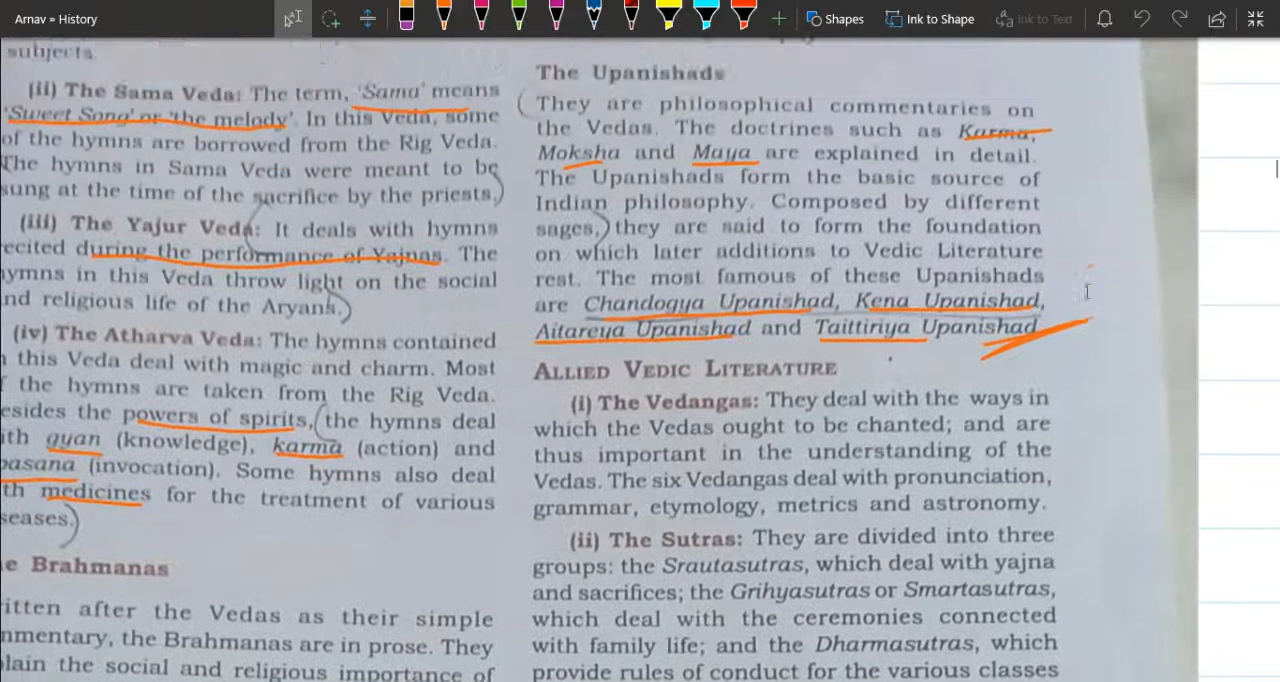 Arnav » History
Shapes
Ink to Shape
Ink to Text
subjects.
(ii) The Sama Veda: The term, 'Sama' means
'Sweet Song' or 'the melody'. In this Veda, some
of the hymns are borrowed from the Rig Veda.
The hymns in Sama Veda were meant to be
sung at the time of the sacrifice by the priests.
(iii) The Yajur Veda: It deals with hymns
recited during the performance of Yajnas. The
hymns in this Veda throw light on the social
and religious life of the Aryans.
(iv) The Atharva Veda: The hymns contained
this Veda deal with magic and charm. Most
the hymns are taken from the Rig Veda.
esides the powers of spirits, the hymns deal
ith gyan (knowledge), karma (action) and
pasana (invocation). Some hymns also deal
th medicines for the treatment of various
seases.
e Brahmanas
ritten after the Vedas as their simple
mmentary, the Brahmanas are in prose. They
plain the social and religious importance of
The Upanishads
They are philosophical commentaries on
the Vedas. The doctrines such as Karma,
Moksha and Maya are explained in detail.
The Upanishads form the basic source of
Indian philosophy. Composed by different
sages, they are said to form the foundation
on which later additions to Vedic Literature
rest. The most famous of these Upanishads
are Chandogya Upanishad, Kena Upanishad,
Aitareya Upanishad and Taittiriya Upanishad.
ALLIED VEDIC LITERATURE
(i) The Vedangas: They deal with the ways in
which the Vedas ought to be chanted; and are
thus important in the understanding of the
Vedas. The six Vedangas deal with pronunciation,
grammar, etymology, metrics and astronomy.
(ii) The Sutras: They are divided into three
groups: the Srautasutras, which deal with yajna
and sacrifices; the Grihyasutras or Smartasutras,
which deal with the ceremonies connected
with family life; and the Dharmasutras, which
provide rules of conduct for the various classes